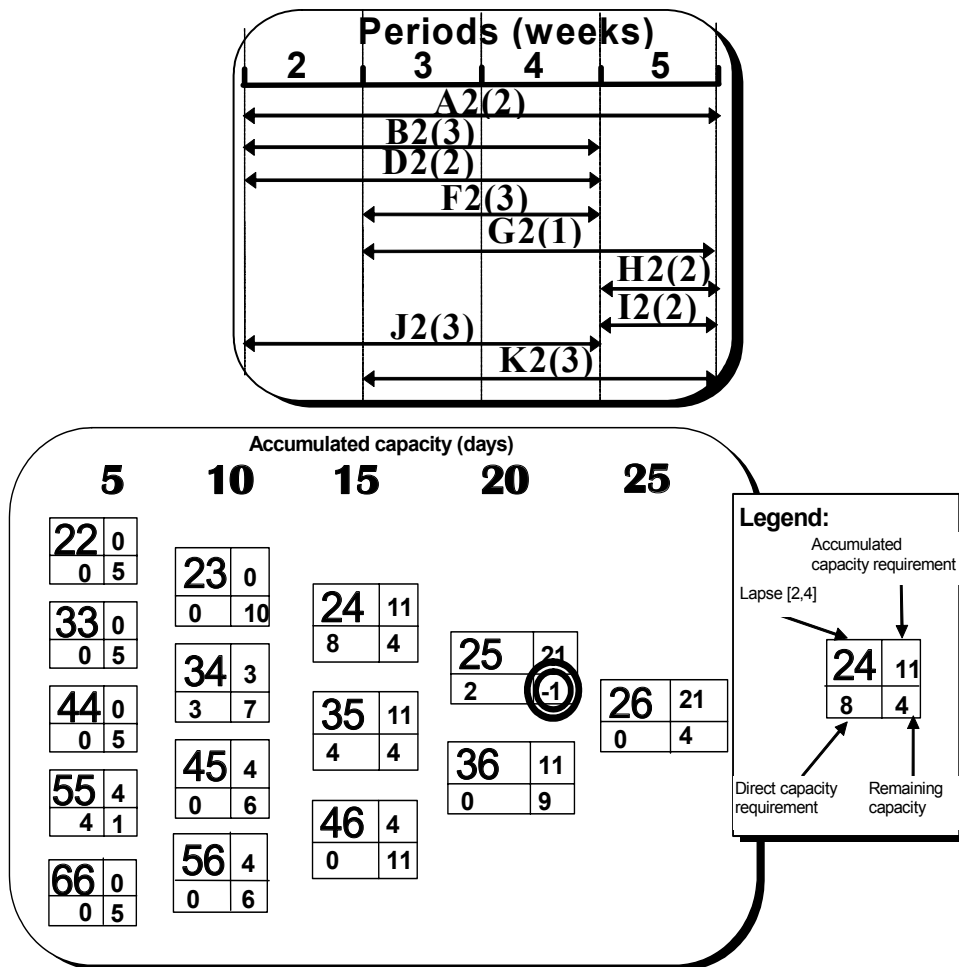 Periods (weeks)
2 3 4 5
A2(2)
B2(3)
D2(2)
F2(3)
G2(1)
H2(2)
I2(2)
J2(3)
K2(3)
Accumulated capacity (days)
5 10 15 20 25
22 0
0 5
33 0
0 5
44 0
0 5
55 4
4 1
66 0
0 5
23 0
0 10
34 3
3 7
45 4
0 6
56 4
0 6
24 11
8 4
35 11
4 4
46 4
0 11
25 21
2 -1
36 11
0 9
26 21
0 4
Legend:
Accumulated
capacity requirement
Lapse [2,4]
24 11
8 4
Direct capacity
requirement
Remaining
capacity